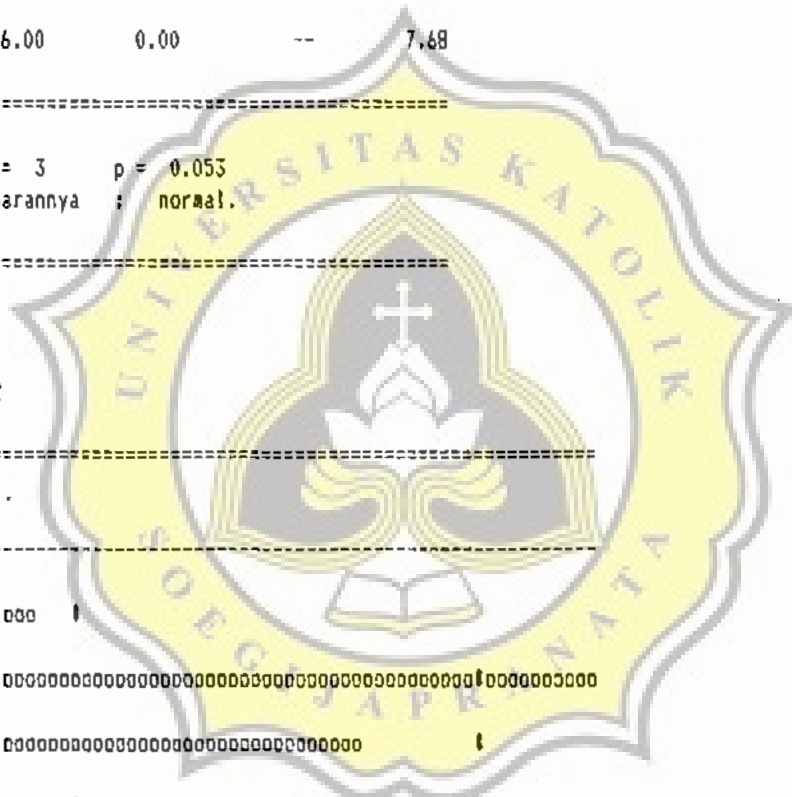 6.00 0.00 -- 7.68
==================================================
= 3 p = 0.053
arannya : normal.
==================================================
====================================================================
--------------------------------------------------------------------
UNIVERSITAS KATOLIK
SOEGIJAPRANATA